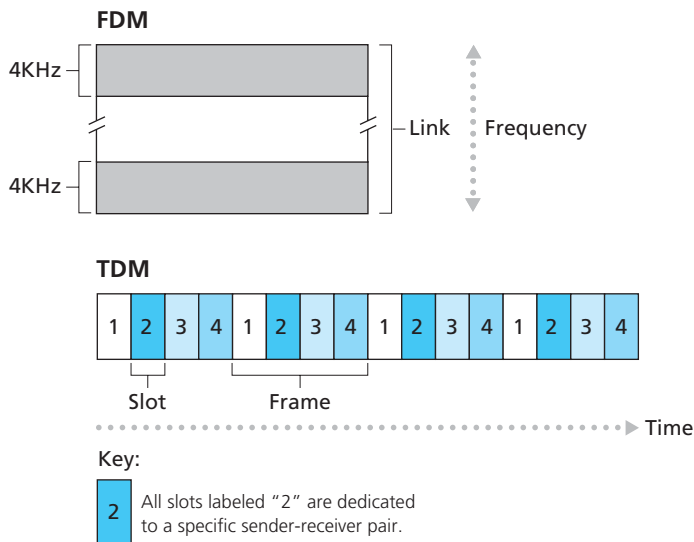 FDM
4KHz
Link
Frequency
4KHz
TDM
1 2 3 4 1 2 3 4 1 2 3 4 1 2 3 4
Slot
Frame
Time
Key:
2
All slots labeled “2” are dedicated
to a specific sender-receiver pair.